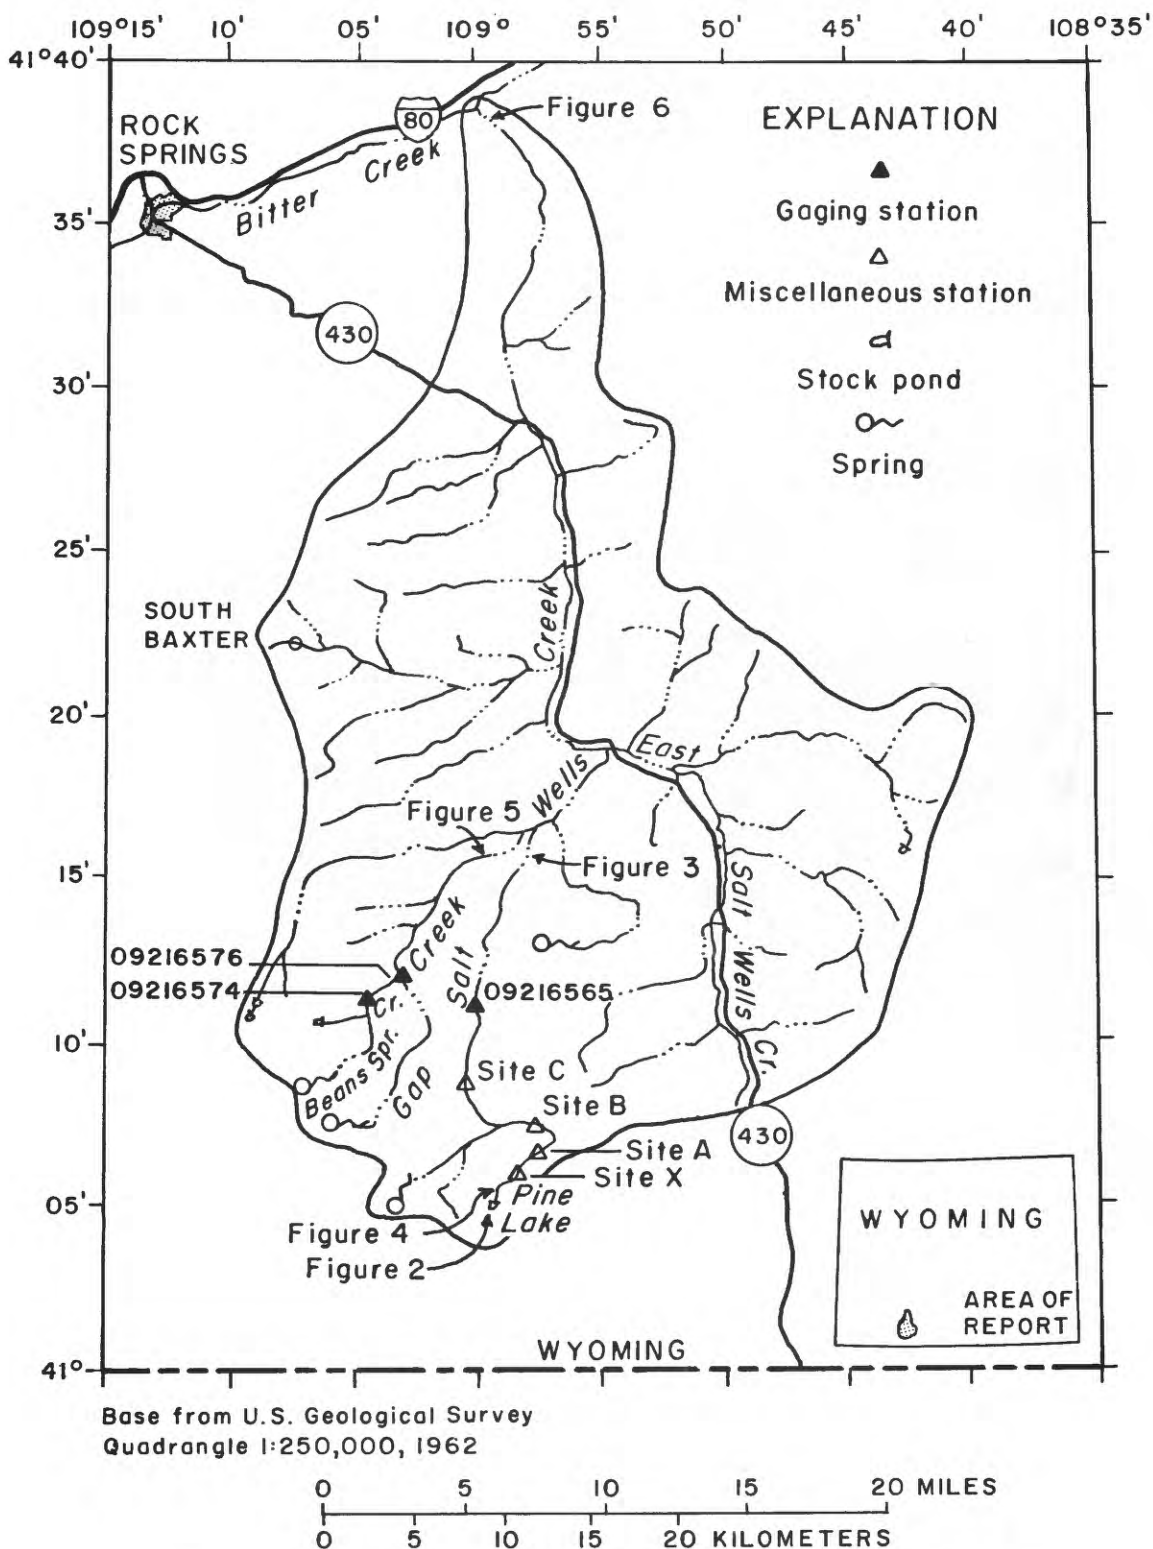 109°15' 10' 05' 109° 55' 50' 45' 40' 108°35'
41°40'
35'
30'
25'
20'
15'
10'
05'
41°
ROCK
SPRINGS
80
Bitter Creek
Figure 6
430
EXPLANATION
Gaging station
Miscellaneous station
Stock pond
Spring
SOUTH
BAXTER
Salt Wells Creek
East Salt Wells Cr.
Figure 5
Figure 3
09216576
09216574
09216565
Gap Creek
Beans Spr. Cr.
Site C
Site B
Site A
Site X
430
Pine
Lake
Figure 4
Figure 2
WYOMING
AREA OF
REPORT
WYOMING
Base from U.S. Geological Survey
Quadrangle 1:250,000, 1962
0 5 10 15 20 MILES
0 5 10 15 20 KILOMETERS